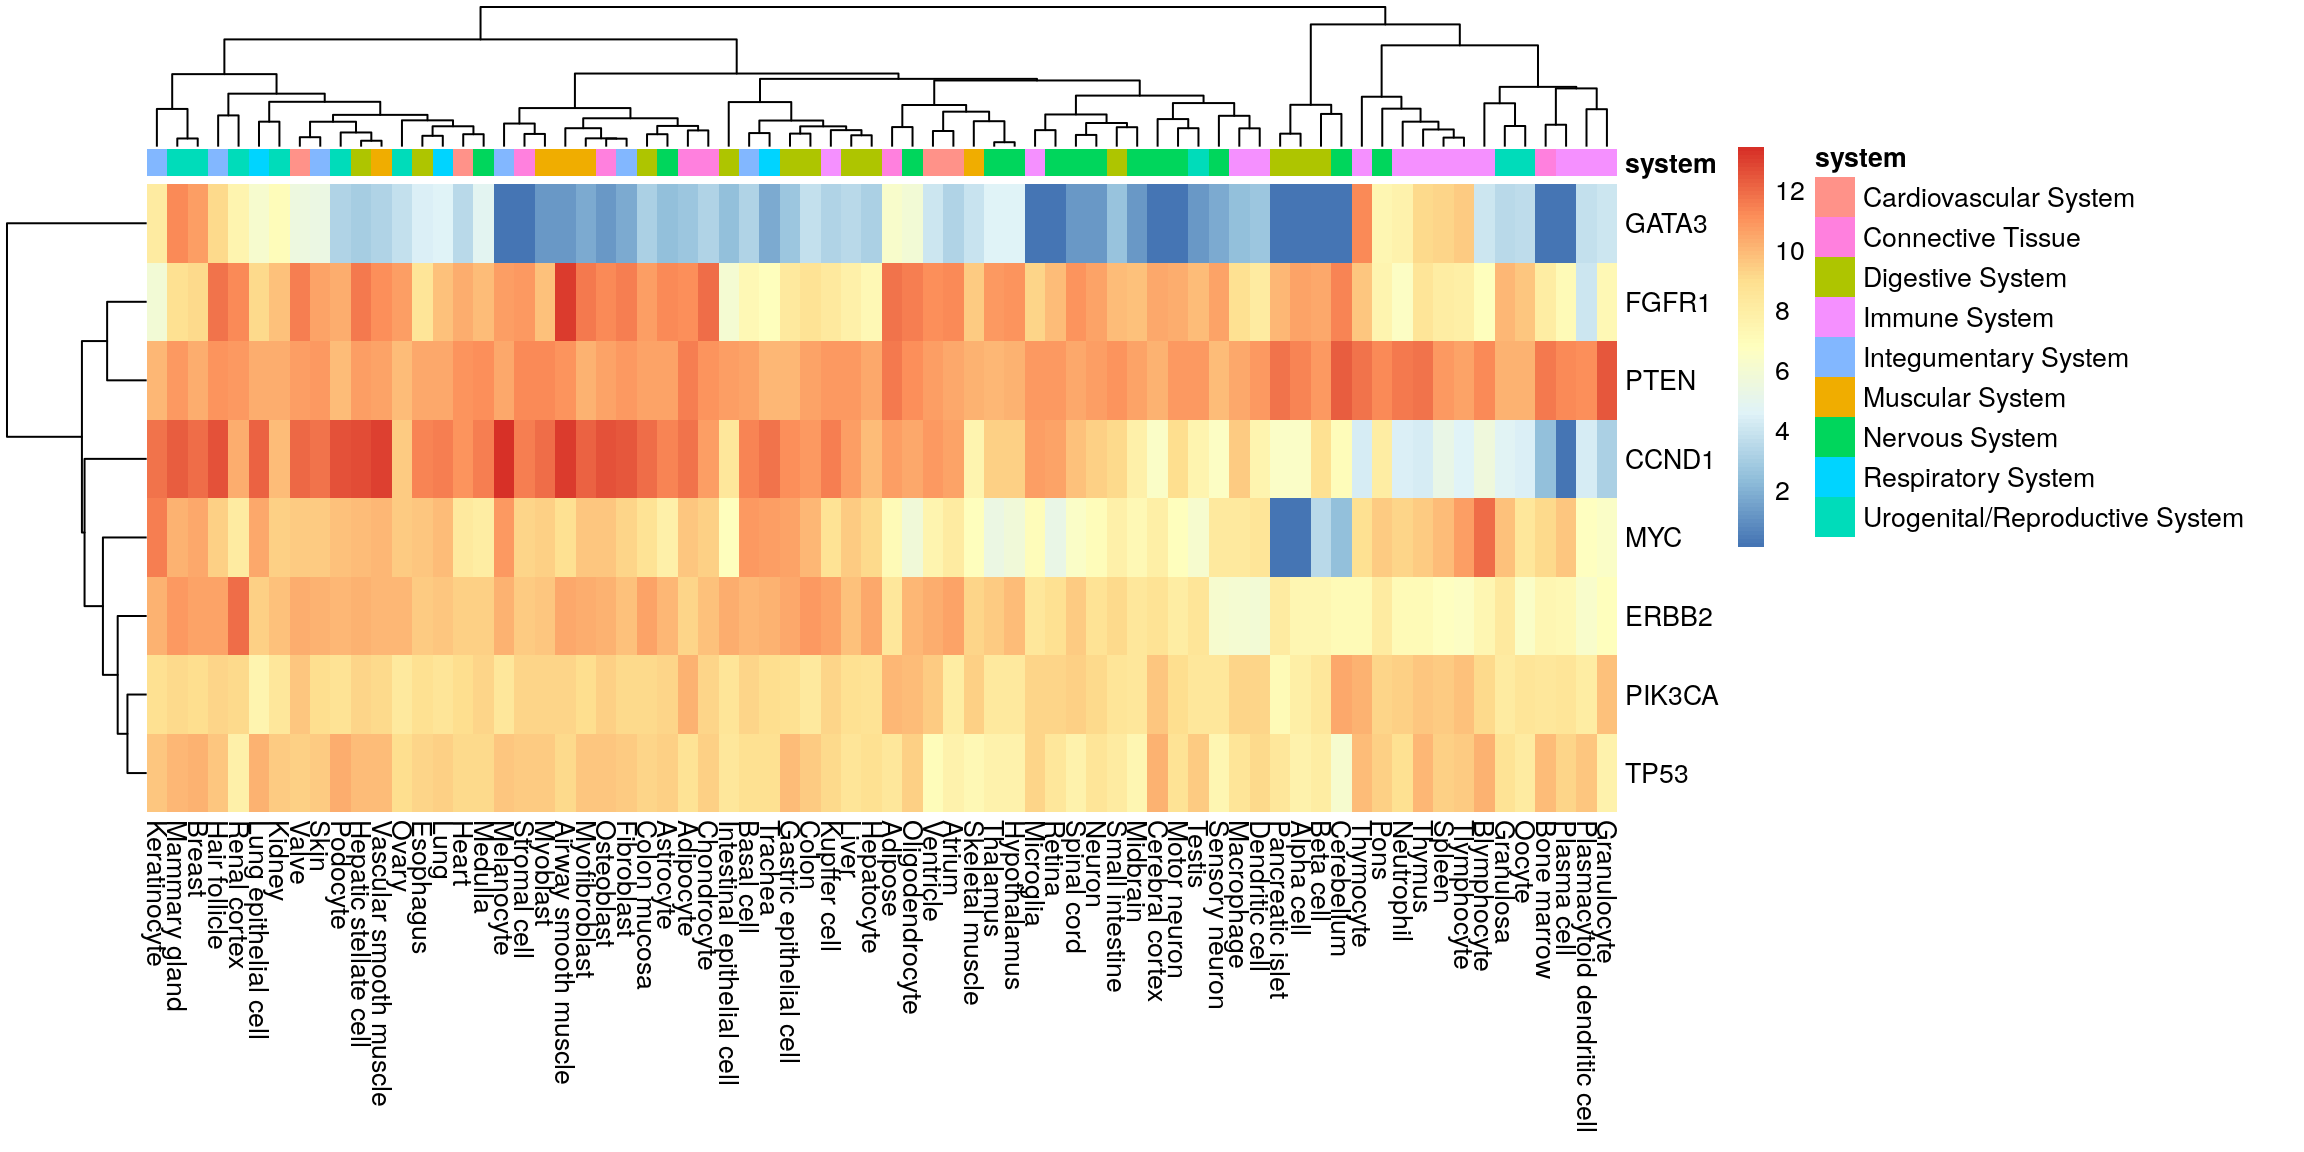 system
GATA3
FGFR1
PTEN
CCND1
MYC
ERBB2
PIK3CA
TP53
12
10
8
6
4
2
system
Cardiovascular System
Connective Tissue
Digestive System
Immune System
Integumentary System
Muscular System
Nervous System
Respiratory System
Urogenital/Reproductive System
Keratinocyte
Mammary gland
Breast
Hair follicle
Renal cortex
Lung epithelial cell
Kidney
Valve
Skin
Podocyte
Hepatic stellate cell
Vascular smooth muscle
Ovary
Esophagus
Lung
Heart
Medulla
Melanocyte
Stromal cell
Myoblast
Airway smooth muscle
Myofibroblast
Osteoblast
Fibroblast
Colon mucosa
Astrocyte
Adipocyte
Chondrocyte
Intestinal epithelial cell
Basal cell
Trachea
Gastric epithelial cell
Colon
Kupffer cell
Liver
Hepatocyte
Adipose
Oligodendrocyte
Ventricle
Atrium
Skeletal muscle
Thalamus
Hypothalamus
Microglia
Retina
Spinal cord
Neuron
Small intestine
Midbrain
Cerebral cortex
Motor neuron
Testis
Sensory neuron
Macrophage
Dendritic cell
Pancreatic islet
Alpha cell
Beta cell
Cerebellum
Thymocyte
Pons
Neutrophil
Thymus
Spleen
Tlymphocyte
Blymphocyte
Granulosa
Oocyte
Bone marrow
Plasma cell
Plasmacytoid dendritic cell
Granulocyte